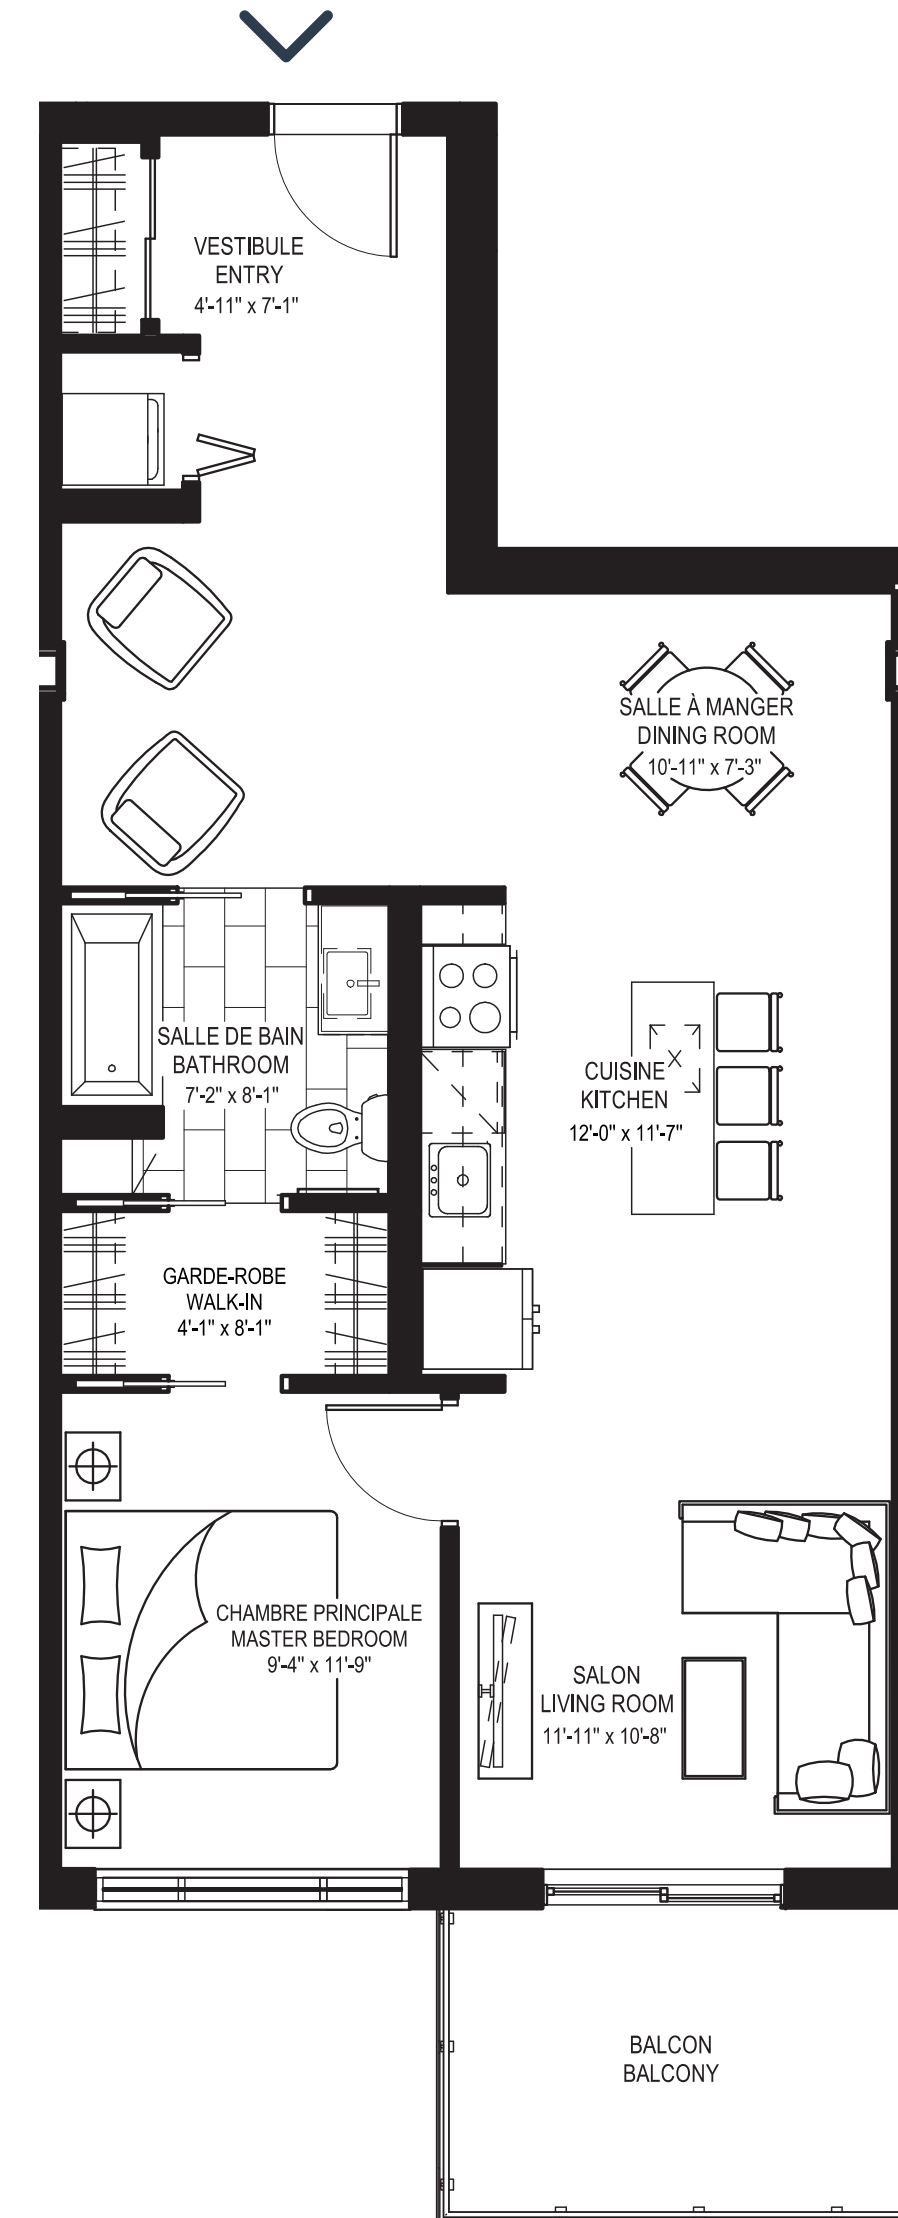 VESTIBULE
ENTRY
4'-11" x 7'-1"
SALLE À MANGER
DINING ROOM
10'-11" x 7'-3"
SALLE DE BAIN
BATHROOM
7'-2" x 8'-1"
CUISINE
KITCHEN
12'-0" x 11'-7"
GARDE-ROBE
WALK-IN
4'-1" x 8'-1"
CHAMBRE PRINCIPALE
MASTER BEDROOM
9'-4" x 11'-9"
SALON
LIVING ROOM
11'-11" x 10'-8"
BALCON
BALCONY